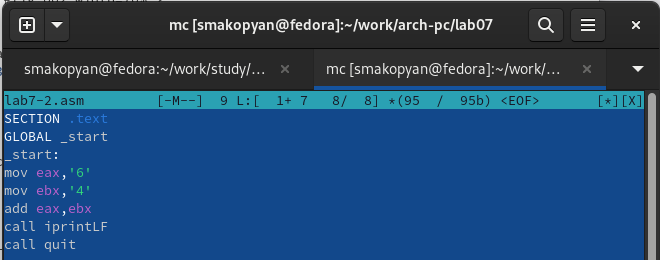 mc [smakopyan@fedora]:~/work/arch-pc/lab07
smakopyan@fedora:~/work/study/...
mc [smakopyan@fedora]:~/work/...
lab7-2.asm [-M--] 9 L:[ 1+ 7 8/ 8] *(95 / 95b) <EOF> [*][X]
SECTION .text
GLOBAL _start
_start:
mov eax,'6'
mov ebx,'4'
add eax,ebx
call iprintLF
call quit